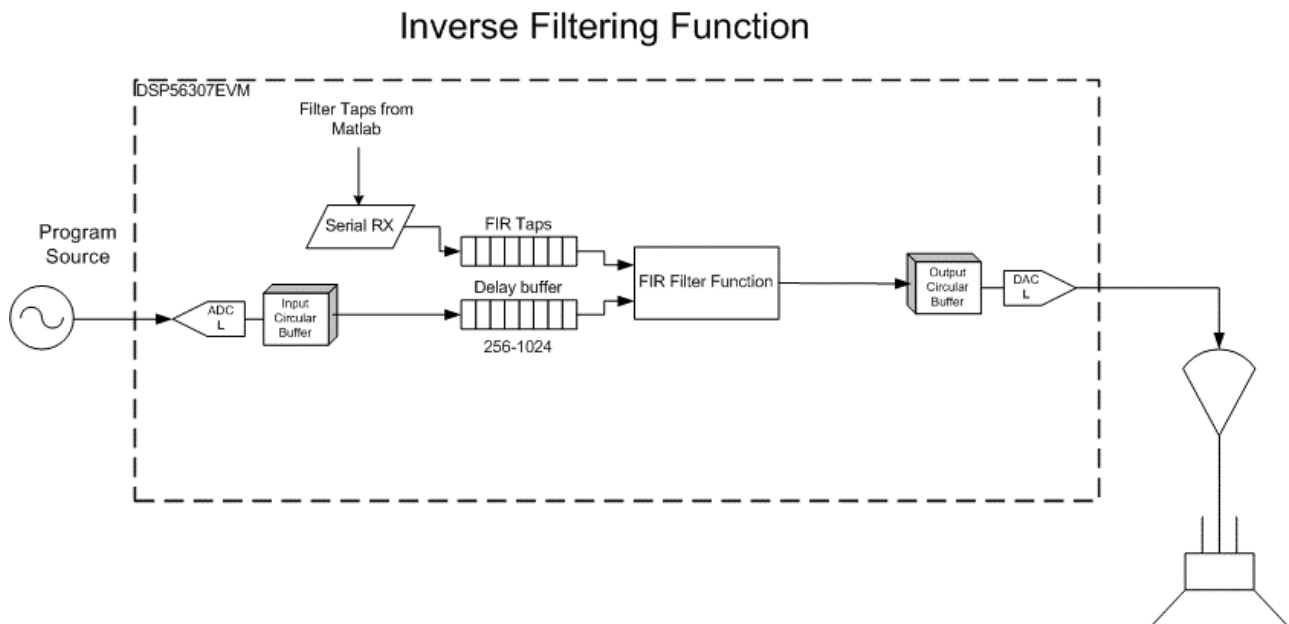 Inverse Filtering Function
DSP56307EVM
Filter Taps from
Matlab
Serial RX
FIR Taps
Program
Source
ADC
L
Input
Circular
Buffer
Delay buffer
256-1024
FIR Filter Function
Output
Circular
Buffer
DAC
L